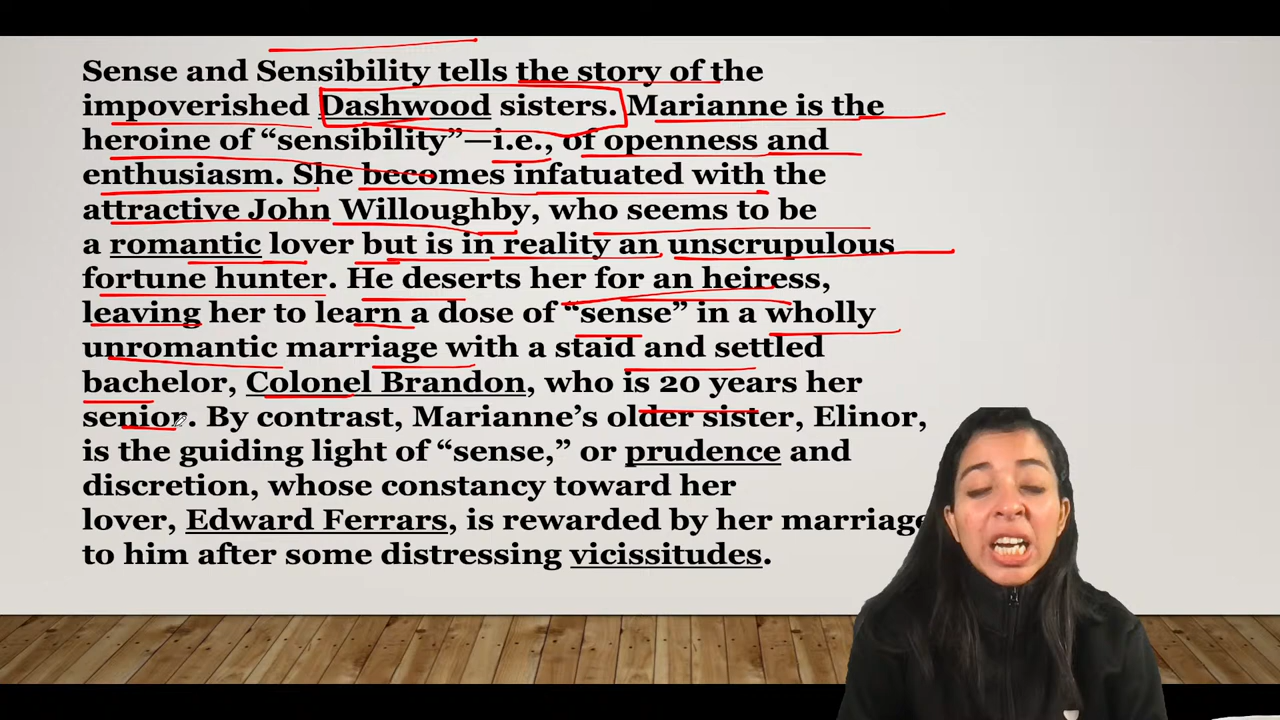 Sense and Sensibility tells the story of the
impoverished Dashwood sisters. Marianne is the
heroine of “sensibility”—i.e., of openness and
enthusiasm. She becomes infatuated with the
attractive John Willoughby, who seems to be
a romantic lover but is in reality an unscrupulous
fortune hunter. He deserts her for an heiress,
leaving her to learn a dose of “sense” in a wholly
unromantic marriage with a staid and settled
bachelor, Colonel Brandon, who is 20 years her
senior. By contrast, Marianne’s older sister, Elinor,
is the guiding light of “sense,” or prudence and
discretion, whose constancy toward her
lover, Edward Ferrars, is rewarded by her marriage
to him after some distressing vicissitudes.